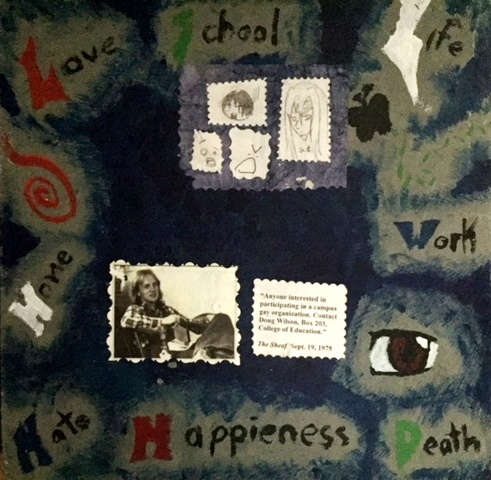 Love
School
Life
Work
Home
"Anyone interested in
participating in a campus
gay organization. Contact
Doug Wilson, Box 203,
College of Education."
The Sheaf Sept. 19, 1975
Hate
Happieness
Death